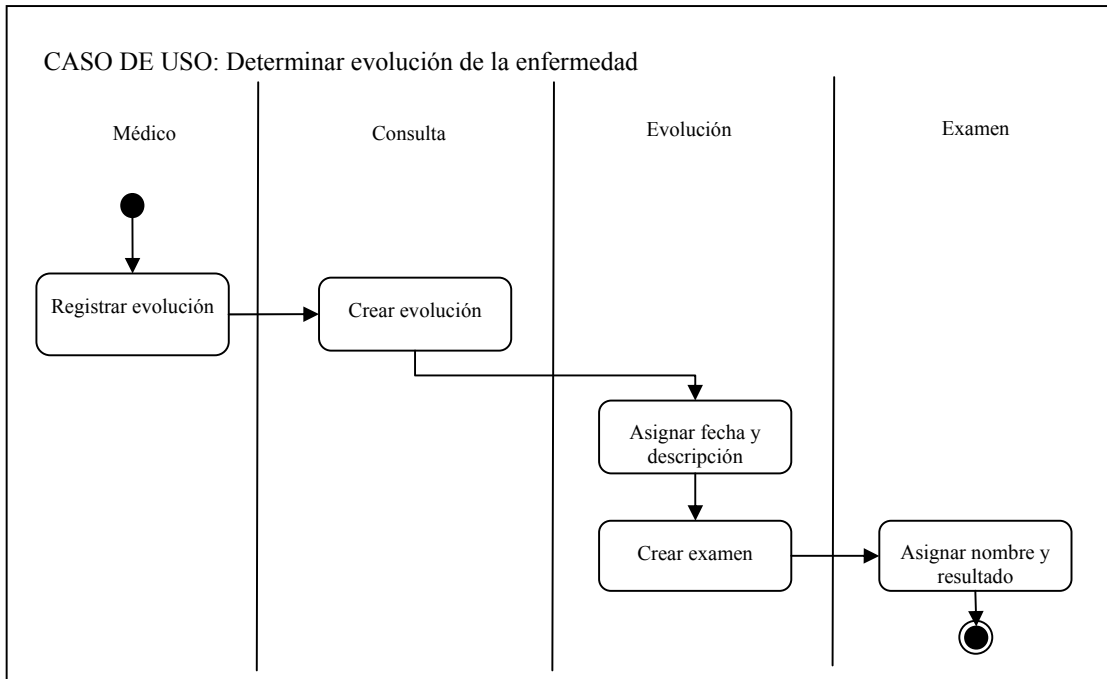 CASO DE USO: Determinar evolución de la enfermedad
Médico
Consulta
Evolución
Examen
Registrar evolución
Crear evolución
Asignar fecha y
descripción
Crear examen
Asignar nombre y
resultado